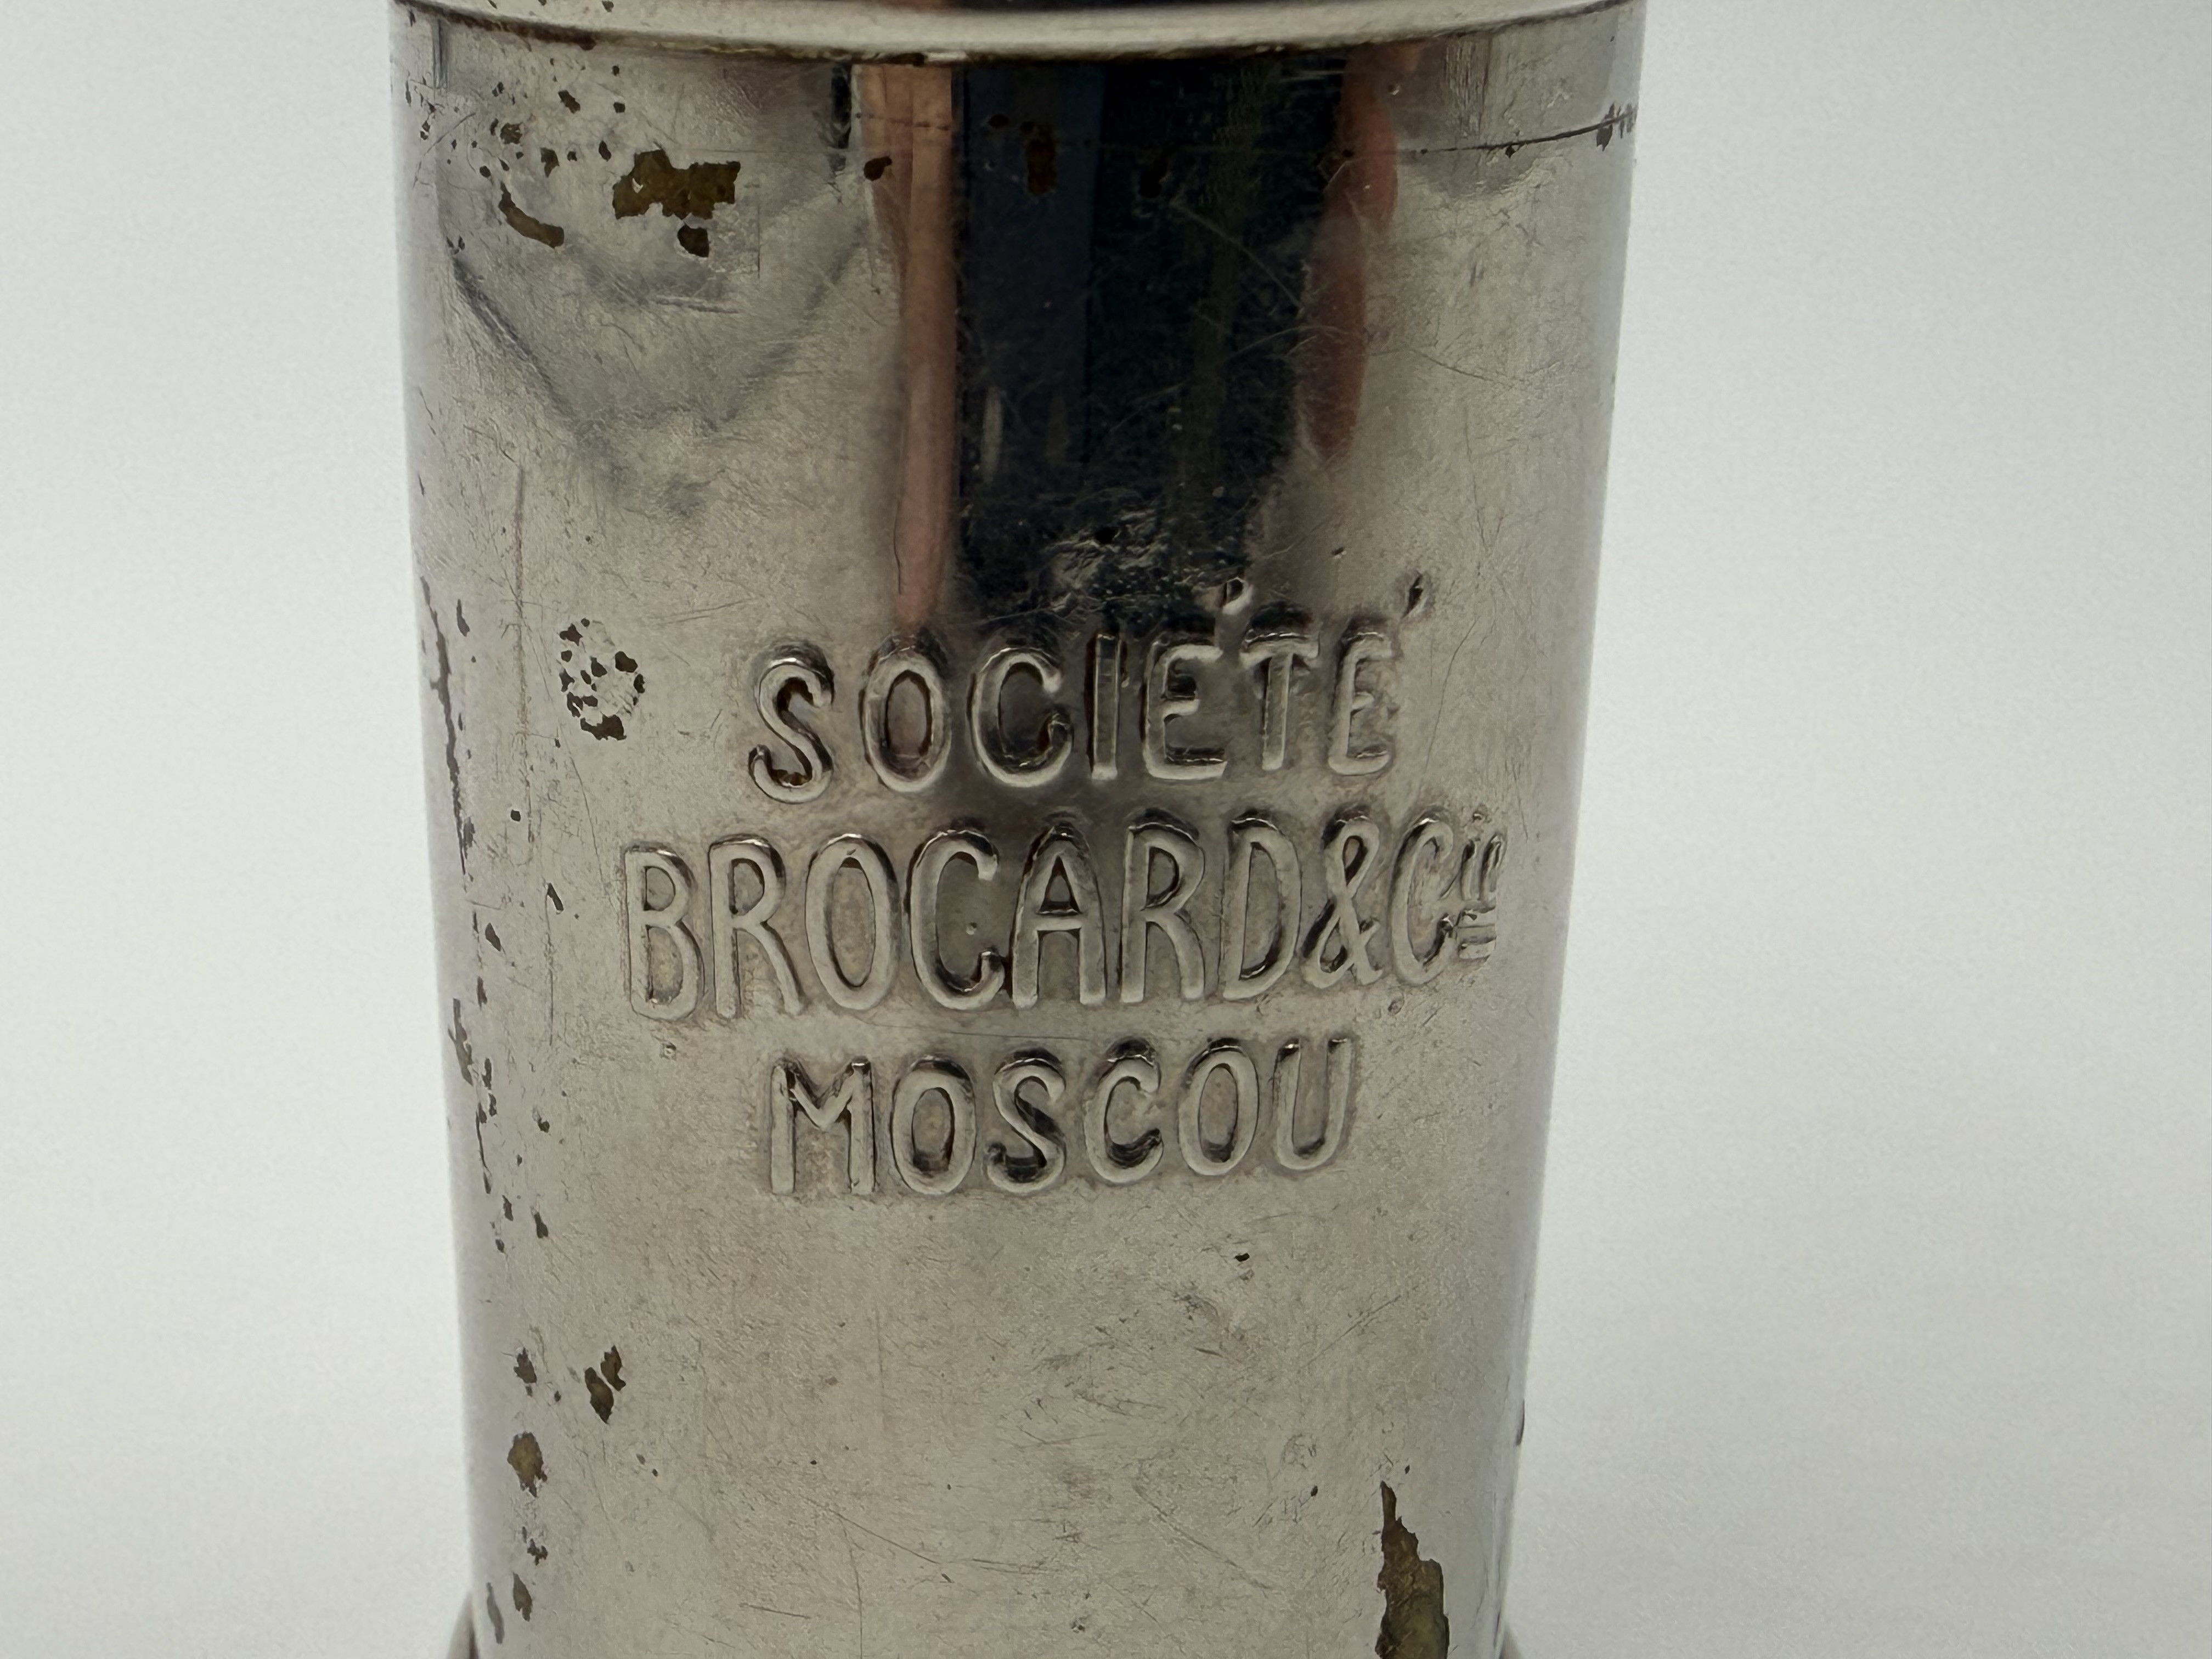 SOCIÉTÉ
BROCARD & Cie
MOSCOU